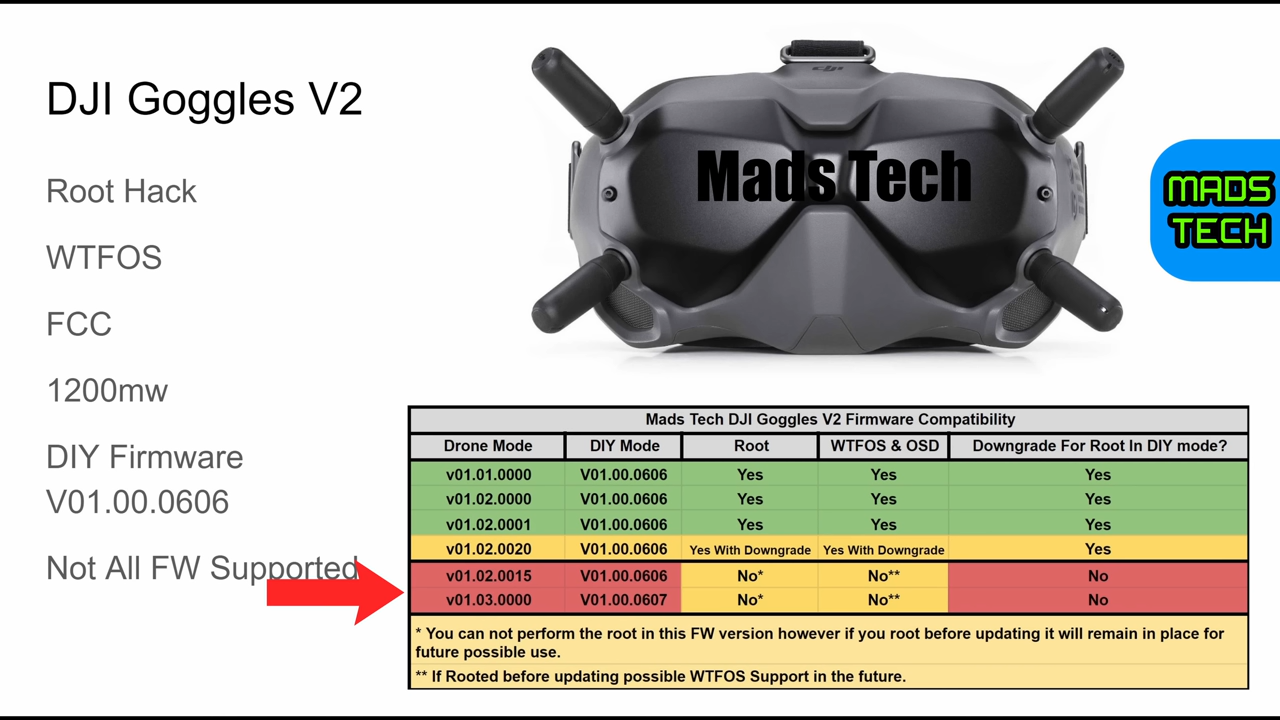 DJI Goggles V2
Root Hack
WTFOS
FCC
1200mw
DIY Firmware
V01.00.0606
Not All FW Supported
dji
Mads Tech
MADS
TECH
Mads Tech DJI Goggles V2 Firmware Compatibility
Drone Mode DIY Mode Root WTFOS & OSD Downgrade For Root In DIY mode?
v01.01.0000 V01.00.0606 Yes Yes Yes
v01.02.0000 V01.00.0606 Yes Yes Yes
v01.02.0001 V01.00.0606 Yes Yes Yes
v01.02.0020 V01.00.0606 Yes With Downgrade Yes With Downgrade Yes
v01.02.0015 V01.00.0606 No* No** No
v01.03.0000 V01.00.0607 No* No** No
* You can not perform the root in this FW version however if you root before updating it will remain in place for
future possible use.
** If Rooted before updating possible WTFOS Support in the future.